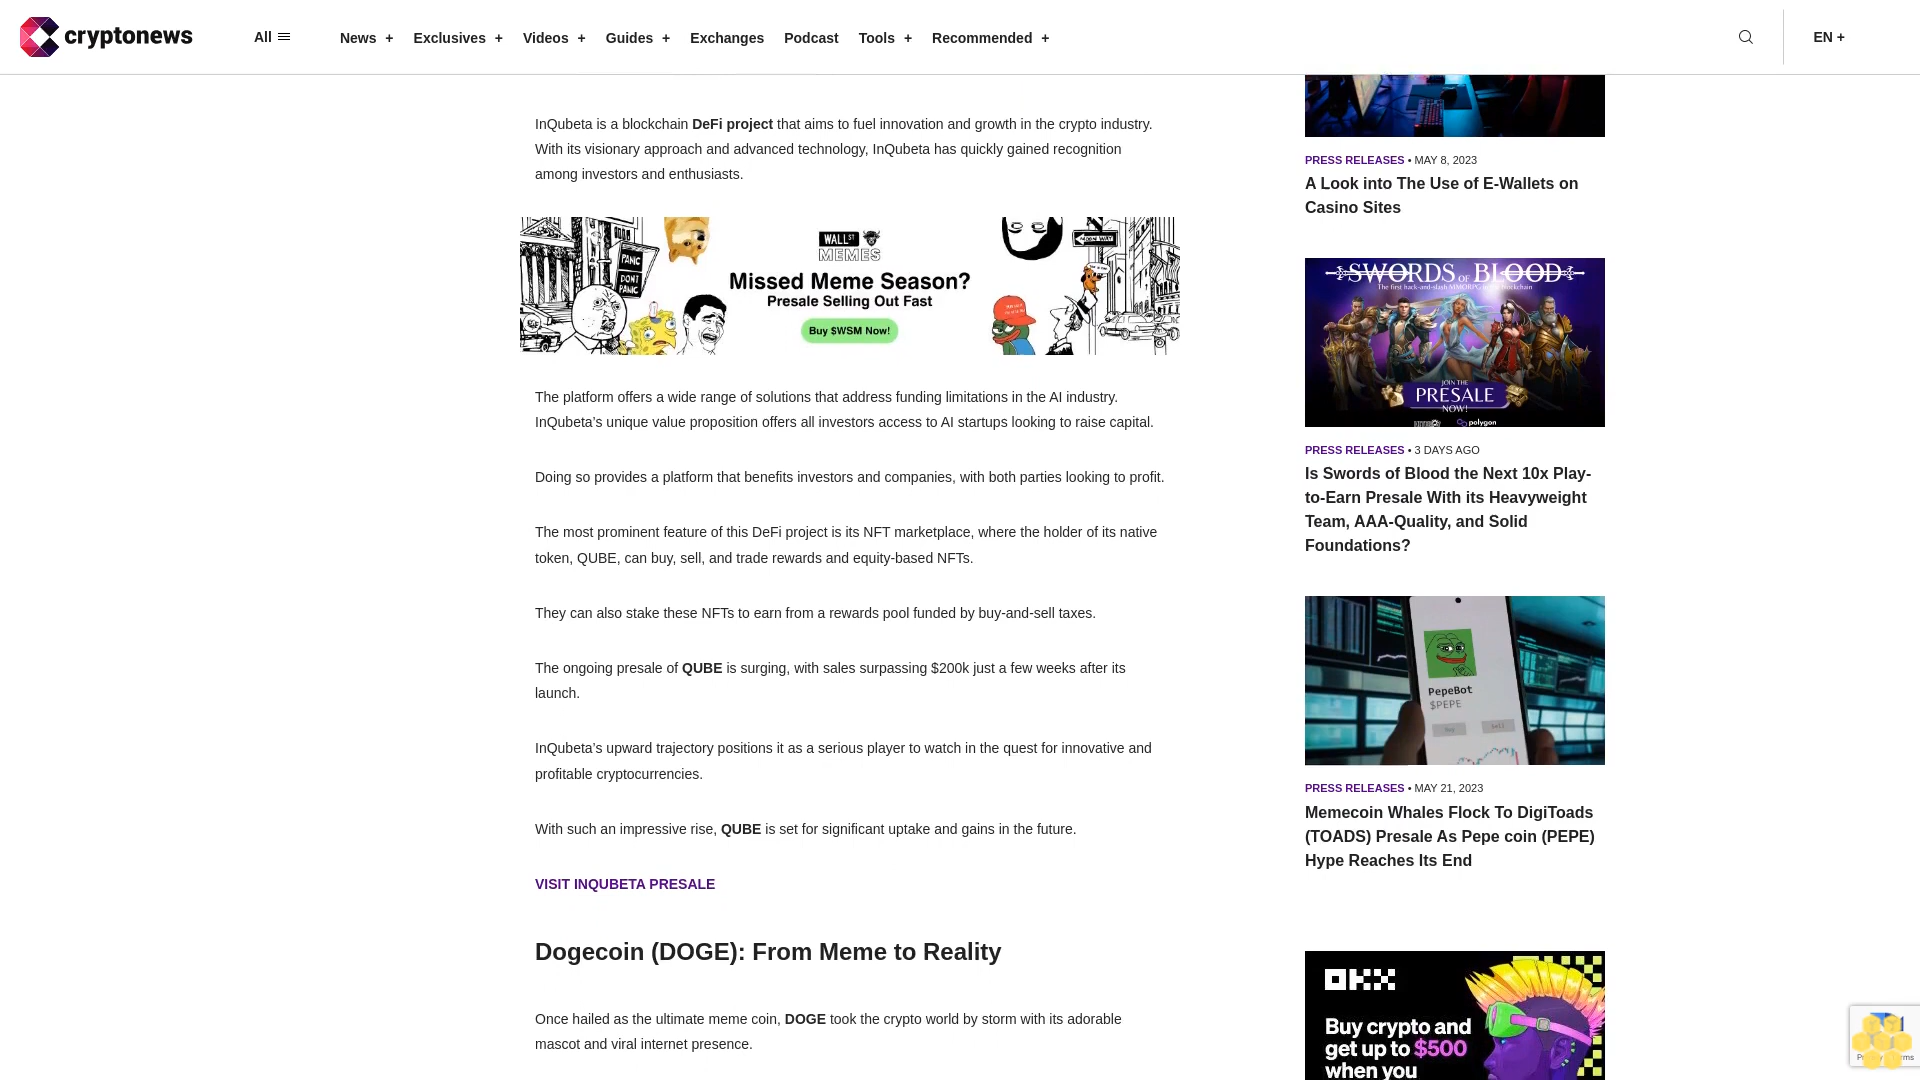 cryptonews
All
News + Exclusives + Videos + Guides + Exchanges Podcast Tools + Recommended +
EN +
InQubeta is a blockchain DeFi project that aims to fuel innovation and growth in the crypto industry.
With its visionary approach and advanced technology, InQubeta has quickly gained recognition
among investors and enthusiasts.
PANIC
DON'T
PANIC
WALL ST
MEMES
Missed Meme Season?
Presale Selling Out Fast
Buy $WSM Now!
MOON WAY
The platform offers a wide range of solutions that address funding limitations in the AI industry.
InQubeta’s unique value proposition offers all investors access to AI startups looking to raise capital.
Doing so provides a platform that benefits investors and companies, with both parties looking to profit.
The most prominent feature of this DeFi project is its NFT marketplace, where the holder of its native
token, QUBE, can buy, sell, and trade rewards and equity-based NFTs.
They can also stake these NFTs to earn from a rewards pool funded by buy-and-sell taxes.
The ongoing presale of QUBE is surging, with sales surpassing $200k just a few weeks after its
launch.
InQubeta’s upward trajectory positions it as a serious player to watch in the quest for innovative and
profitable cryptocurrencies.
With such an impressive rise, QUBE is set for significant uptake and gains in the future.
VISIT INQUBETA PRESALE
Dogecoin (DOGE): From Meme to Reality
Once hailed as the ultimate meme coin, DOGE took the crypto world by storm with its adorable
mascot and viral internet presence.
PRESS RELEASES • MAY 8, 2023
A Look into The Use of E-Wallets on
Casino Sites
SWORDS OF BLOOD
The first hack-and-slash MMORPG on the blockchain
JOIN THE
PRESALE
NOW!
polygon
PRESS RELEASES • 3 DAYS AGO
Is Swords of Blood the Next 10x Play-
to-Earn Presale With its Heavyweight
Team, AAA-Quality, and Solid
Foundations?
PepeBot
$PEPE
Buy
Sell
PRESS RELEASES • MAY 21, 2023
Memecoin Whales Flock To DigiToads
(TOADS) Presale As Pepe coin (PEPE)
Hype Reaches Its End
OKX
Buy crypto and
get up to $500
when you